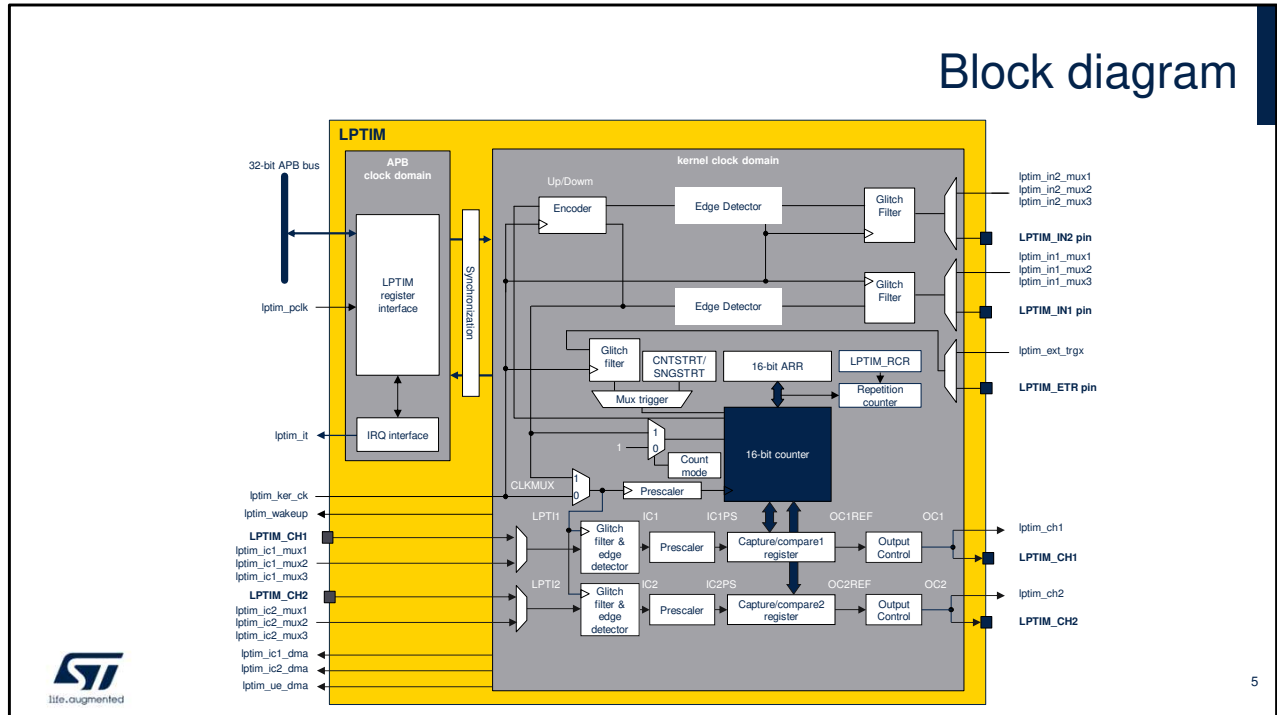 Block diagram
LPTIM
32-bit APB bus
APB
clock domain
LPTIM
register
interface
lptim_pclk
IRQ interface
lptim_it
Synchronization
kernel clock domain
Up/Dowm
Encoder
Edge Detector
Glitch
Filter
lptim_in2_mux1
lptim_in2_mux2
lptim_in2_mux3
LPTIM_IN2 pin
Edge Detector
Glitch
Filter
lptim_in1_mux1
lptim_in1_mux2
lptim_in1_mux3
LPTIM_IN1 pin
Glitch
filter
CNTSTRT/
SNGSTRT
Mux trigger
16-bit ARR
LPTIM_RCR
Repetition
counter
lptim_ext_trgx
LPTIM_ETR pin
1
1
0
Count
mode
16-bit counter
CLKMUX
1
0
Prescaler
lptim_ker_ck
lptim_wakeup
LPTIM_CH1
lptim_ic1_mux1
lptim_ic1_mux2
lptim_ic1_mux3
LPTI1
Glitch
filter &
edge
detector
IC1
Prescaler
IC1PS
Capture/compare1
register
OC1REF
Output
Control
OC1
lptim_ch1
LPTIM_CH1
LPTIM_CH2
lptim_ic2_mux1
lptim_ic2_mux2
lptim_ic2_mux3
LPTI2
Glitch
filter &
edge
detector
IC2
Prescaler
IC2PS
Capture/compare2
register
OC2REF
Output
Control
OC2
lptim_ch2
LPTIM_CH2
lptim_ic1_dma
lptim_ic2_dma
lptim_ue_dma
ST
life.augmented
5